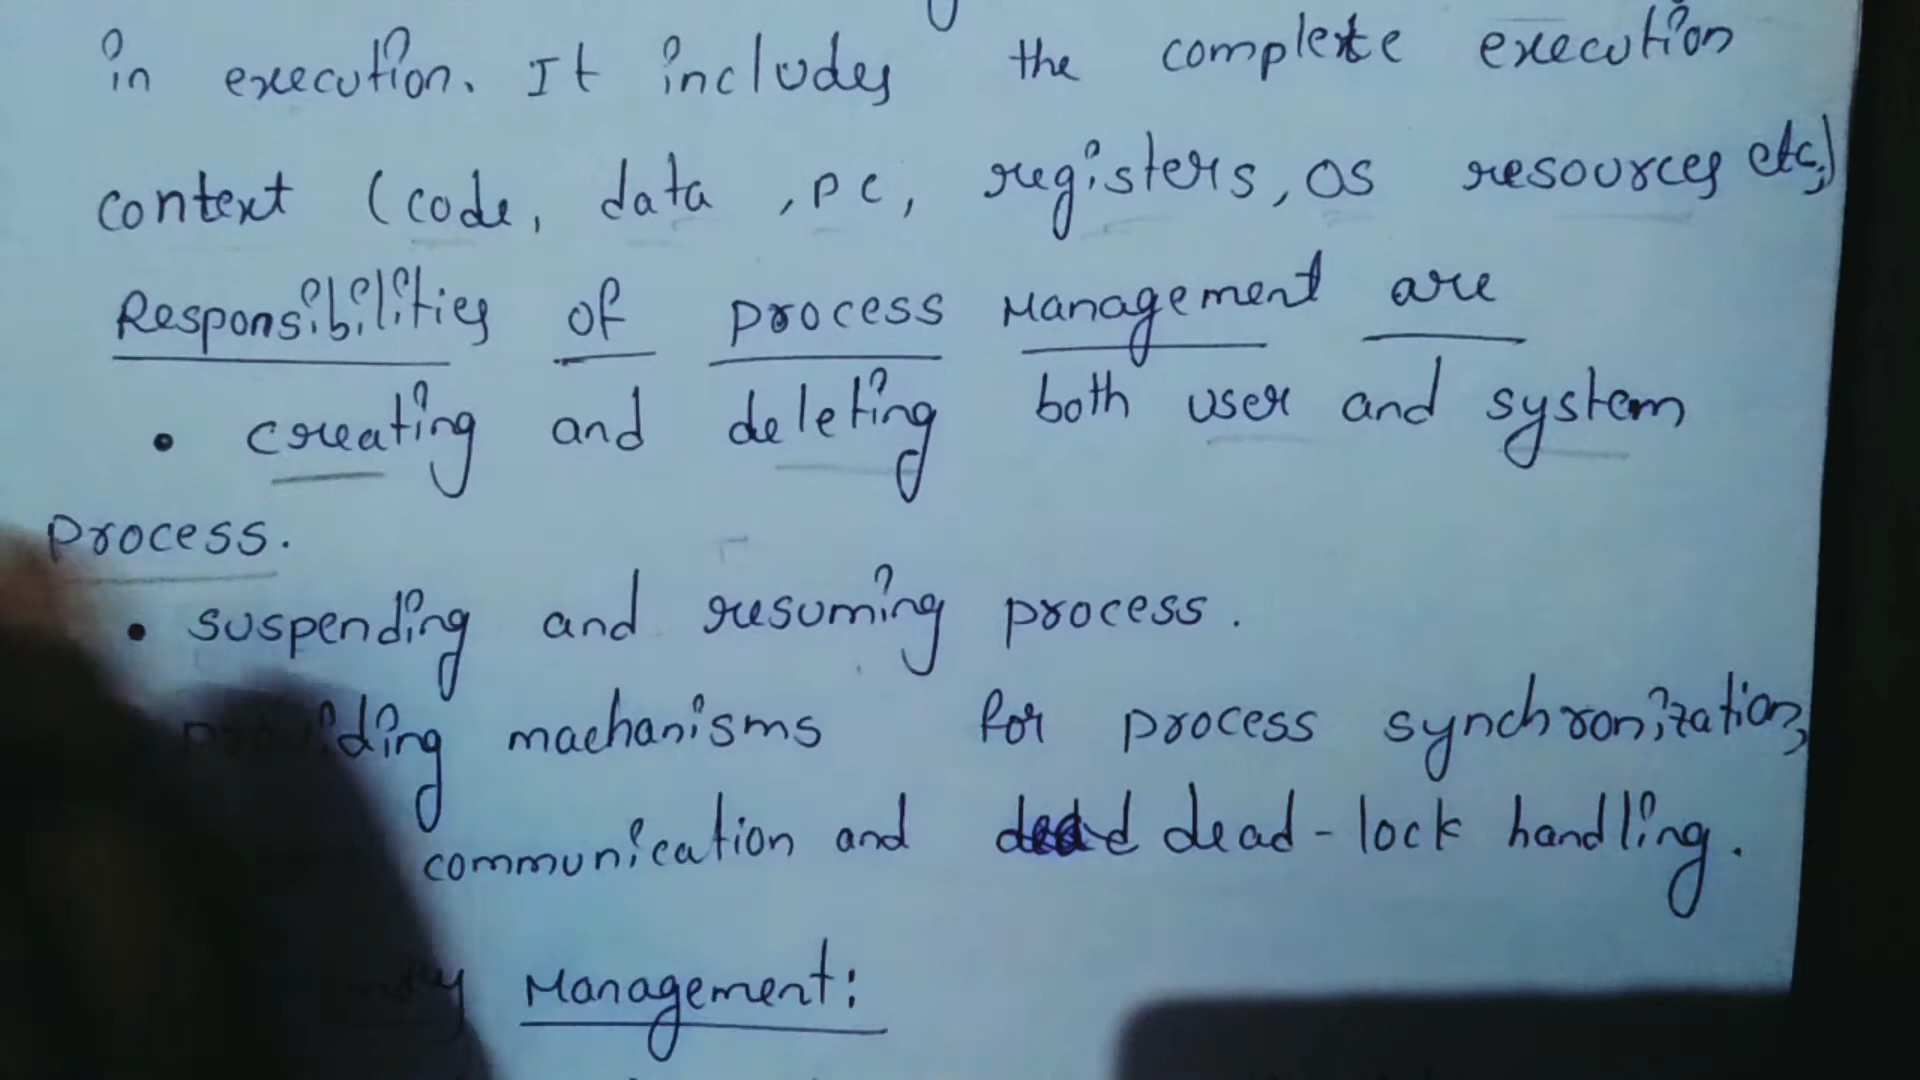 in execution. It includes the complete execution
context (code, data, PC, registers, OS resources etc,)
Responsibilities of process Management are
• creating and deleting both user and system
process.
• suspending and resuming process.
machanisms for process synchronization,
communication and dead-lock handling.
Management: